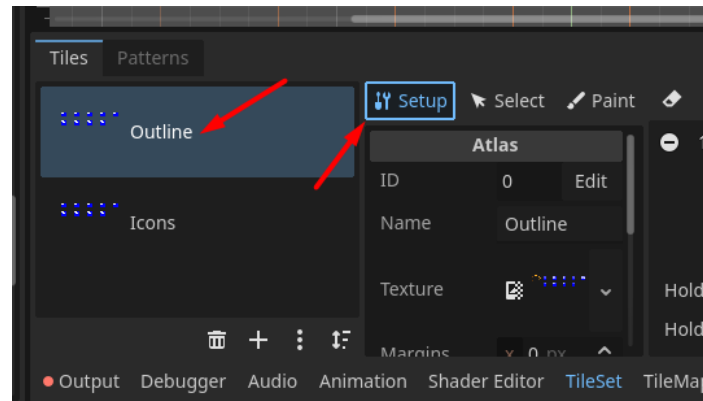 Tiles Patterns
Outline
Icons
Setup Select Paint
Atlas
ID 0 Edit
Name Outline
Texture
Margins x 0 px
Hold
Hold
Output Debugger Audio Animation Shader Editor TileSet TileMap